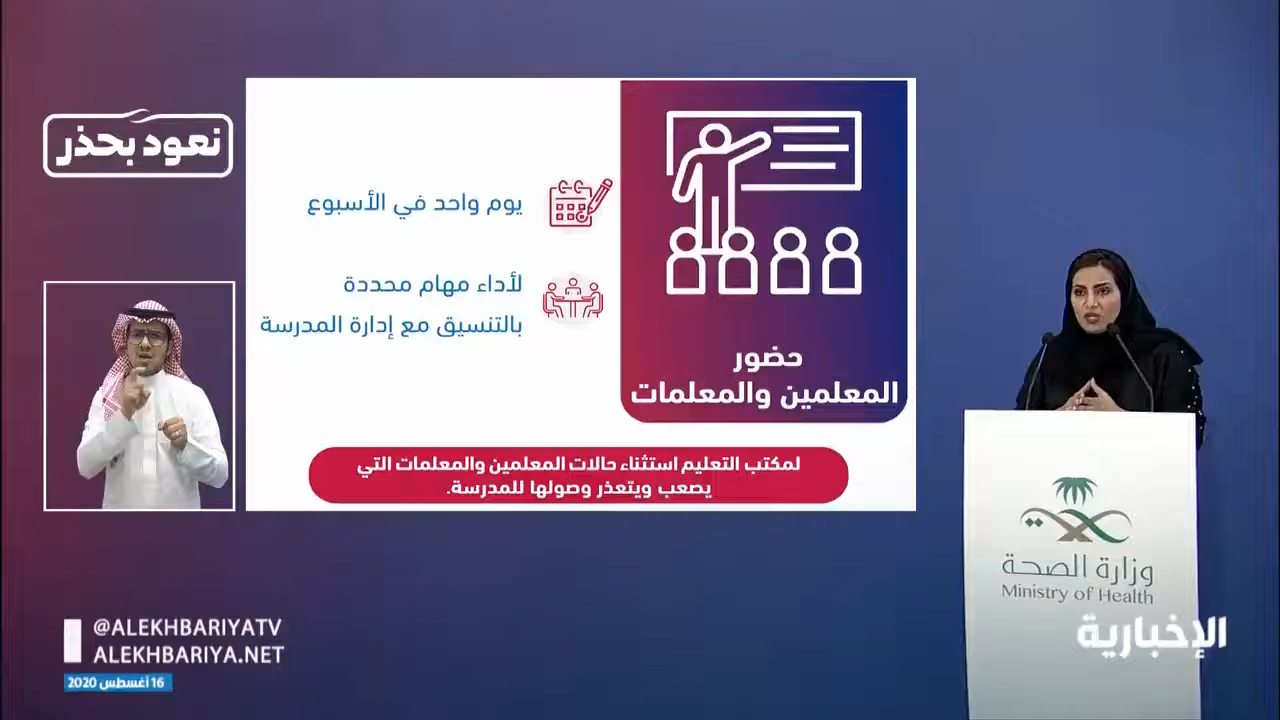 نعود بحذر
حضور
المعلمين والمعلمات
يوم واحد في الأسبوع
لأداء مهام محددة
بالتنسيق مع إدارة المدرسة
لمكتب التعليم استثناء حالات المعلمين والمعلمات التي
يصعب ويتعذر وصولها للمدرسة.
وزارة الصحة
Ministry of Health
الإخبارية
@ALEKHBARIYATV
ALEKHBARIYA.NET
16 أغسطس 2020